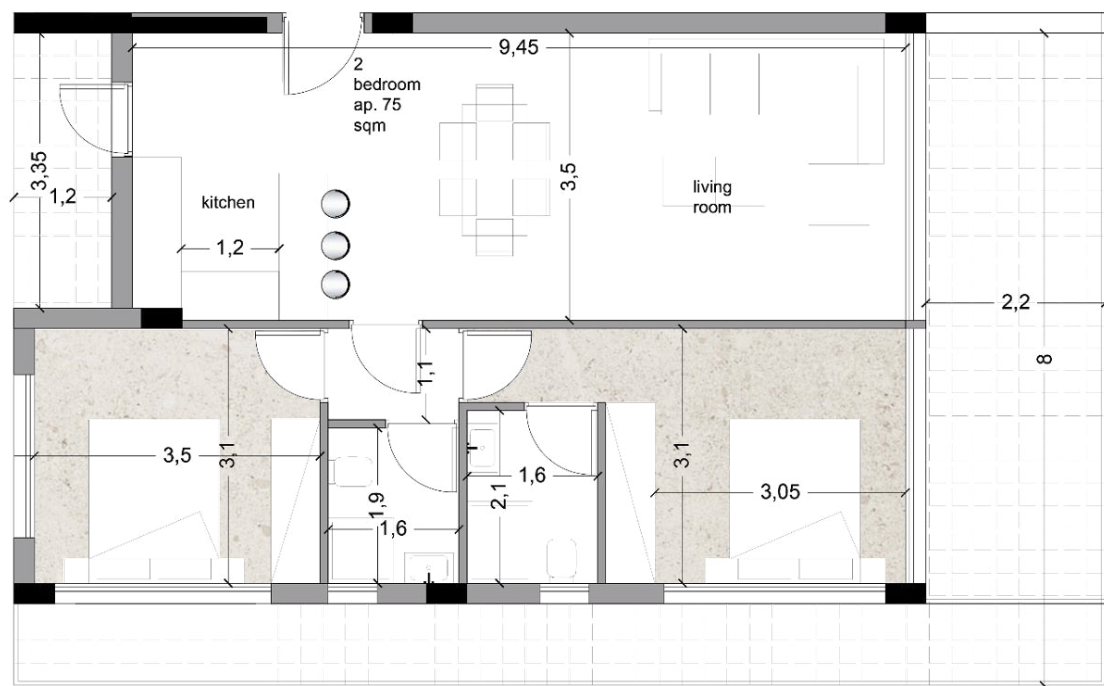 9,45
2
bedroom
ap. 75
sqm
3,35
1,2
kitchen
1,2
3,5
living
room
2,2
8
1,1
3,5
3,1
1,9
1,6
2,1
1,6
3,1
3,05